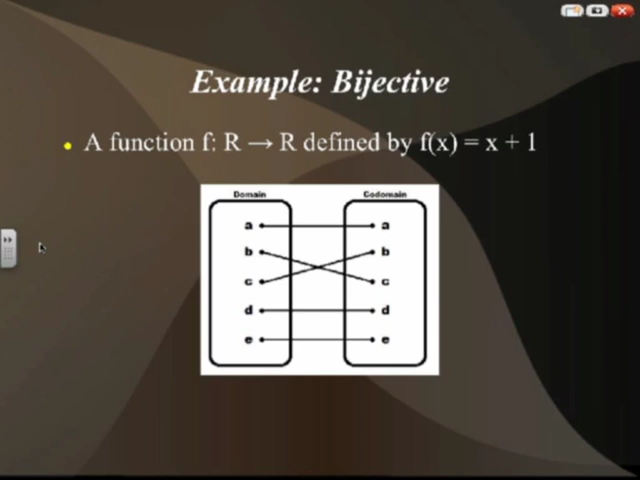 Example: Bijective
• A function f: R → R defined by f(x) = x + 1
Domain Codomain
a a
b b
c c
d d
e e